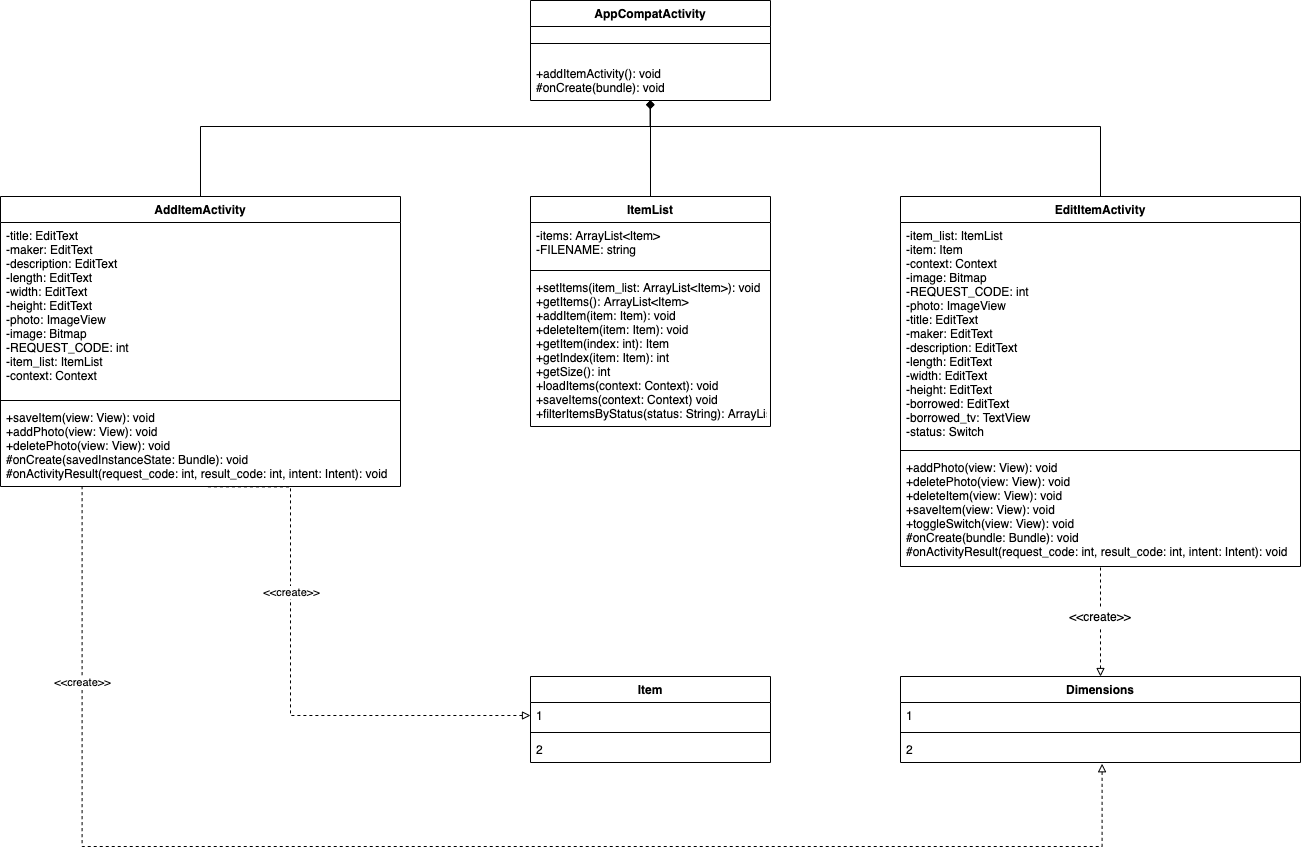 AppCompatActivity
+addItemActivity(): void
#onCreate(bundle): void
AddItemActivity
-title: EditText
-maker: EditText
-description: EditText
-length: EditText
-width: EditText
-height: EditText
-photo: ImageView
-image: Bitmap
-REQUEST_CODE: int
-item_list: ItemList
-context: Context
+saveItem(view: View): void
+addPhoto(view: View): void
+deletePhoto(view: View): void
#onCreate(savedInstanceState: Bundle): void
#onActivityResult(request_code: int, result_code: int, intent: Intent): void
ItemList
-items: ArrayList<Item>
-FILENAME: string
+setItems(item_list: ArrayList<Item>): void
+getItems(): ArrayList<Item>
+addItem(item: Item): void
+deleteItem(item: Item): void
+getItem(index: int): Item
+getIndex(item: Item): int
+getSize(): int
+loadItems(context: Context): void
+saveItems(context: Context) void
+filterItemsByStatus(status: String): ArrayLi
EditItemActivity
-item_list: ItemList
-item: Item
-context: Context
-image: Bitmap
-REQUEST_CODE: int
-photo: ImageView
-title: EditText
-maker: EditText
-description: EditText
-length: EditText
-width: EditText
-height: EditText
-borrowed: EditText
-borrowed_tv: TextView
-status: Switch
+addPhoto(view: View): void
+deletePhoto(view: View): void
+deleteItem(view: View): void
+saveItem(view: View): void
+toggleSwitch(view: View): void
#onCreate(bundle: Bundle): void
#onActivityResult(request_code: int, result_code: int, intent: Intent): void
<<create>>
<<create>>
<<create>>
Item
1
2
Dimensions
1
2